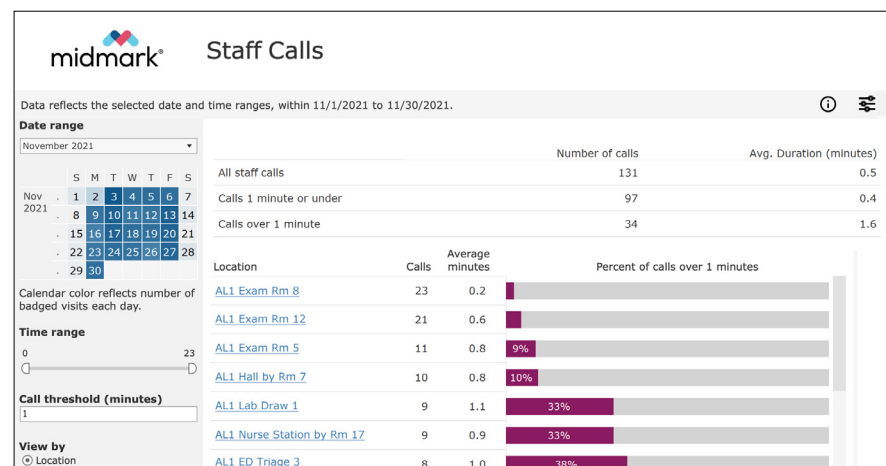 midmark®
Staff Calls
Data reflects the selected date and time ranges, within 11/1/2021 to 11/30/2021.
Date range
November 2021
S M T W T F S
Nov 2021
1 2 3 4 5 6 7
8 9 10 11 12 13 14
15 16 17 18 19 20 21
22 23 24 25 26 27 28
29 30
Calendar color reflects number of
badged visits each day.
Time range
0 23
Call threshold (minutes)
1
View by
Location
Number of calls Avg. Duration (minutes)
All staff calls 131 0.5
Calls 1 minute or under 97 0.4
Calls over 1 minute 34 1.6
Location Calls Average minutes Percent of calls over 1 minutes
AL1 Exam Rm 8 23 0.2
AL1 Exam Rm 12 21 0.6
AL1 Exam Rm 5 11 0.8 9%
AL1 Hall by Rm 7 10 0.8 10%
AL1 Lab Draw 1 9 1.1 33%
AL1 Nurse Station by Rm 17 9 0.9 33%
AL1 ED Triage 3 8 1.0 38%